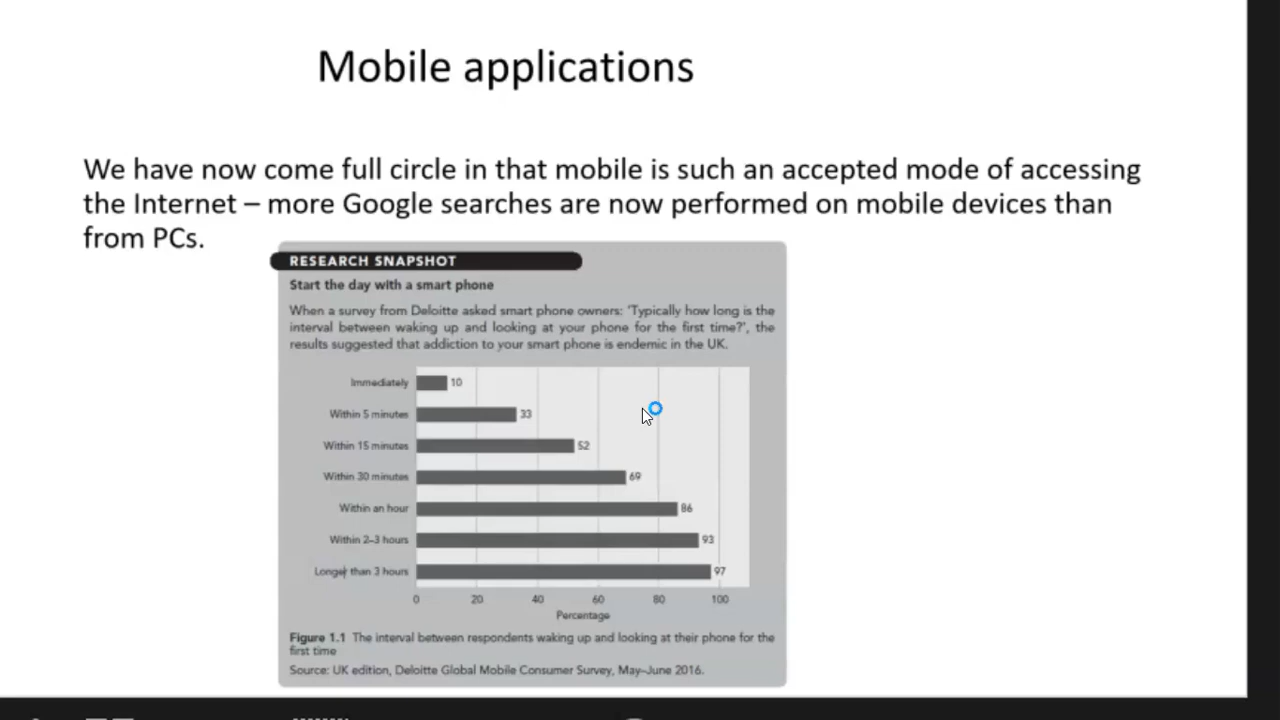 Mobile applications
We have now come full circle in that mobile is such an accepted mode of accessing
the Internet – more Google searches are now performed on mobile devices than
from PCs.
RESEARCH SNAPSHOT
Start the day with a smart phone
When a survey from Deloitte asked smart phone owners: 'Typically how long is the
interval between waking up and looking at your phone for the first time?', the
results suggested that addiction to your smart phone is endemic in the UK.
Immediately 10
Within 5 minutes 33
Within 15 minutes 52
Within 30 minutes 69
Within an hour 86
Within 2–3 hours 93
Longer than 3 hours 97
0 20 40 60 80 100
Percentage
Figure 1.1 The interval between respondents waking up and looking at their phone for the
first time
Source: UK edition, Deloitte Global Mobile Consumer Survey, May–June 2016.